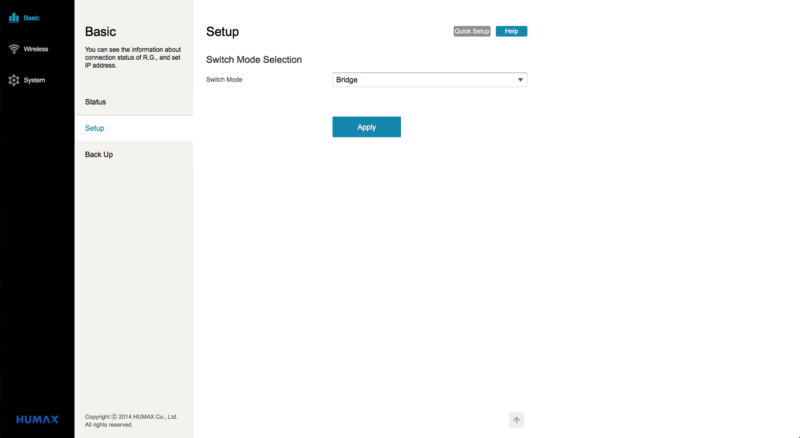 Basic
Wireless
System
HUMAX
Basic
You can see the information about
connection status of R.G., and set
IP address.
Status
Setup
Back Up
Copyright ⓒ 2014 HUMAX Co., Ltd.
All rights reserved.
Setup
Quick Setup
Help
Switch Mode Selection
Switch Mode
Bridge
Apply